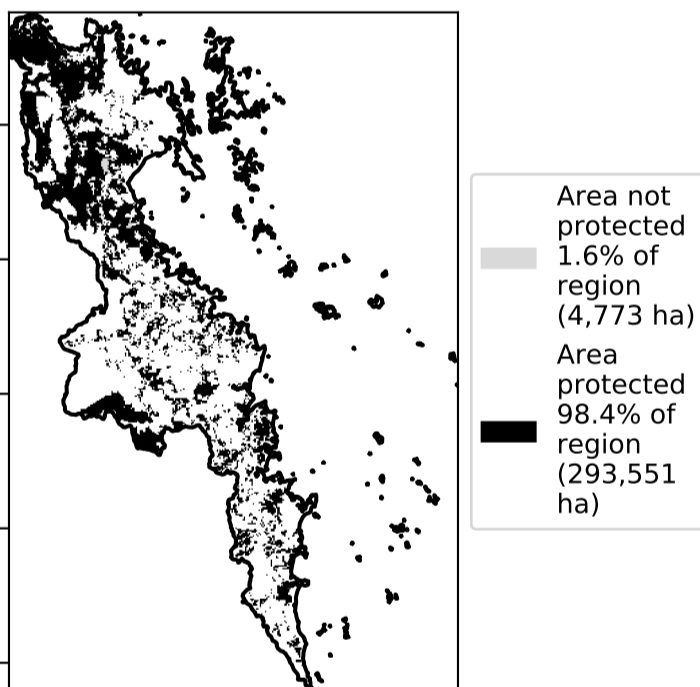 Area not
protected
1.6% of
region
(4,773 ha)
Area
protected
98.4% of
region
(293,551
ha)